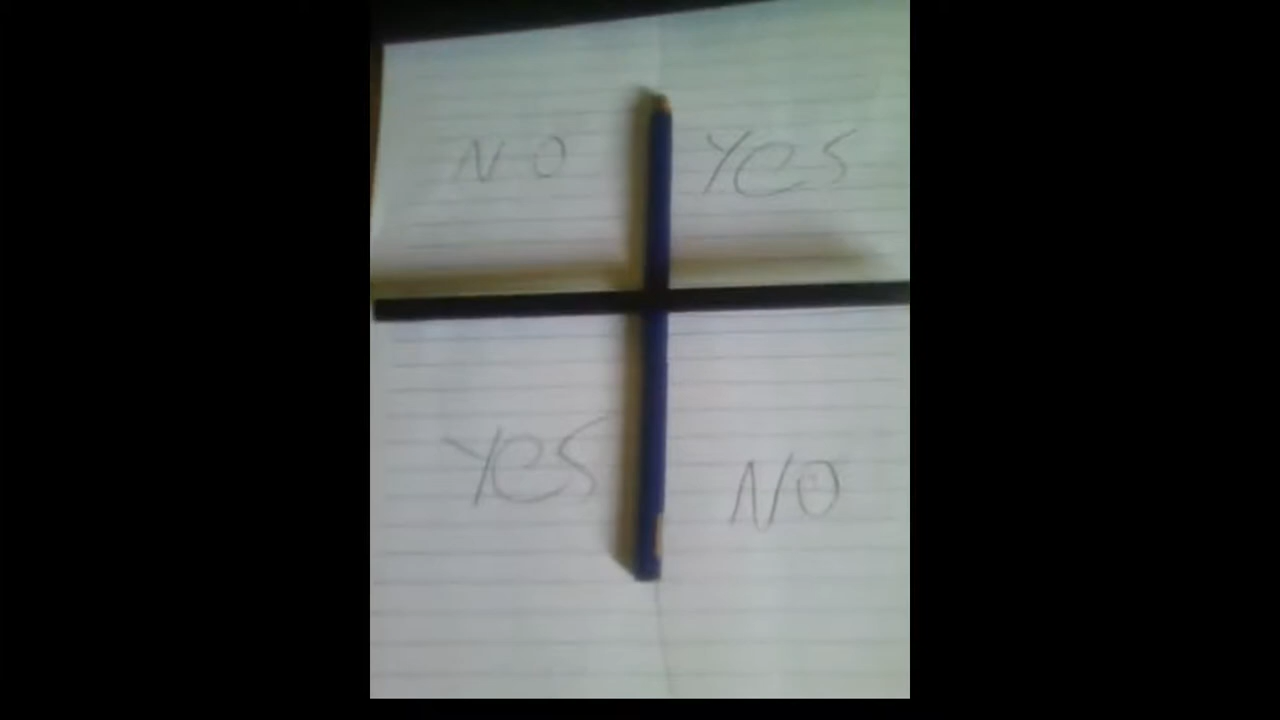 NO YES
YES NO